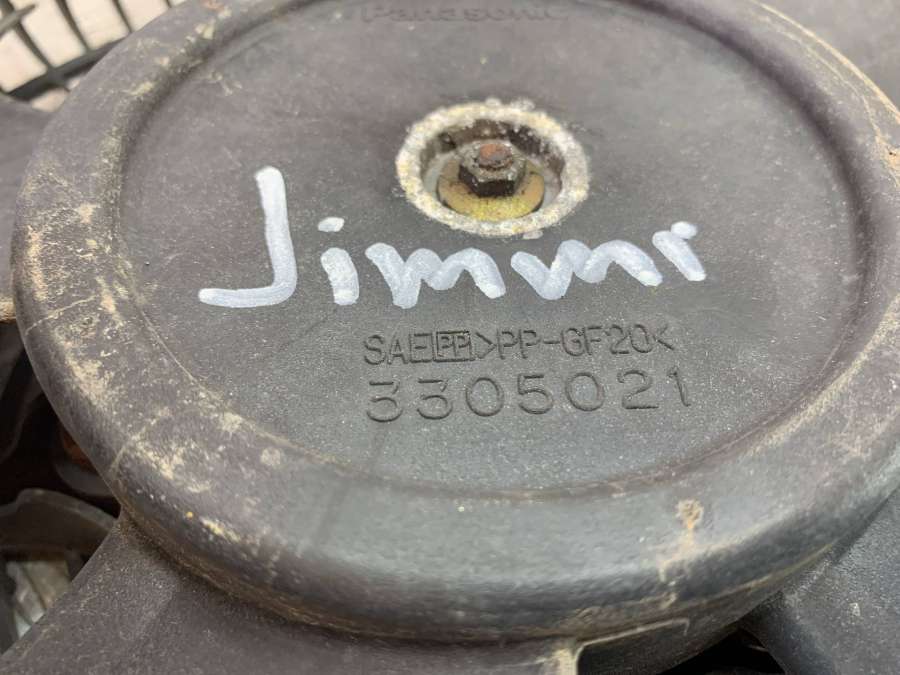 Panasonic
Jimmi
SAE PP >PP-GF20<
3305021